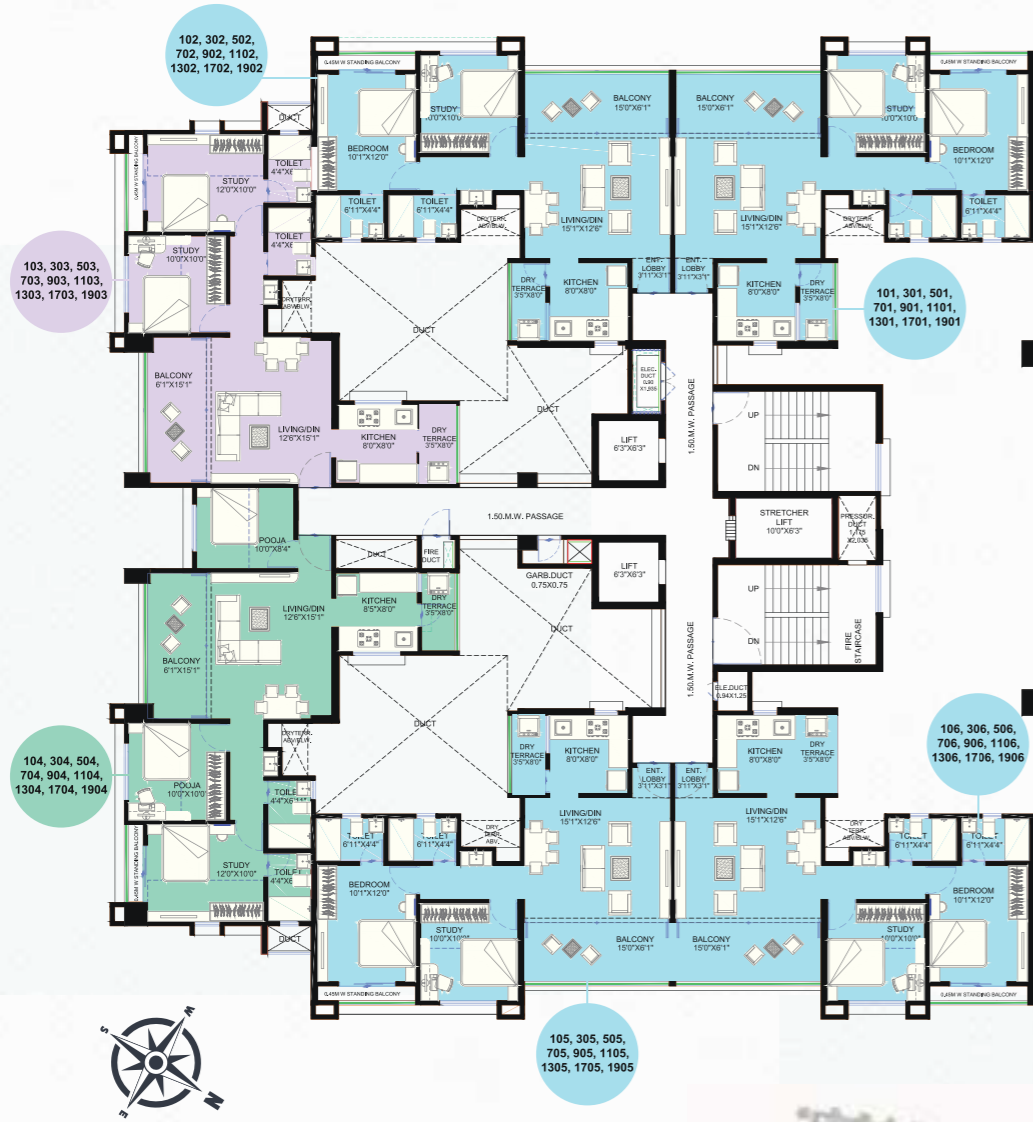 102, 302, 502,
702, 902, 1102,
1302, 1702, 1902
0.45M W STANDING BALCONY
STUDY
10'0"X10'0
BEDROOM
10'1"X12'0"
BALCONY
15'0"X6'1"
BALCONY
15'0"X6'1"
STUDY
BEDROOM
10'1"X12'0"
DUCT
0.45M W STANDING BALCONY
STUDY
12'0"X10'0"
TOILET
4'4"X6
TOILET
4'4"X6
TOILET
6'11"X4'4"
TOILET
6'11"X4'4"
LIVING/DIN
15'1"X12'6"
LIVING/DIN
15'1"X12'6"
TOILET
6'11"X4'4"
103, 303, 503,
703, 903, 1103,
1303, 1703, 1903
STUDY
10'0"X10'0"
DUCT
DRY
TERRACE
3'5"X8'0"
KITCHEN
8'0"X8'0"
ENT.
LOBBY
3'11"X3'1"
ENT.
LOBBY
3'11"X3'1"
KITCHEN
8'0"X8'0"
DRY
TERRACE
3'5"X8'0"
101, 301, 501,
701, 901, 1101,
1301, 1701, 1901
BALCONY
6'1"X15'1"
LIVING/DIN
12'6"X15'1"
KITCHEN
8'0"X8'0"
DRY
TERRACE
3'5"X8'0"
DUCT
ELEC.
DUCT
LIFT
6'3"X6'3"
1.50.M.W. PASSAGE
UP
DN
1.50.M.W. PASSAGE
STRETCHER
LIFT
10'0"X6'3"
POOJA
10'0"X8'4"
DUCT
FIRE
DUCT
GARB.DUCT
0.75X0.75
LIFT
6'3"X6'3"
UP
DN
FIRE
STAIRCASE
LIVING/DIN
12'6"X15'1"
KITCHEN
8'5"X8'0"
DRY
TERRACE
3'5"X8'0"
DUCT
BALCONY
6'1"X15'1"
1.50.M.W. PASSAGE
ELE.DUCT
0.94X1.25
104, 304, 504,
704, 904, 1104,
1304, 1704, 1904
POOJA
10'0"X10'0"
DUCT
DRY
TERRACE
3'5"X8'0"
KITCHEN
8'0"X8'0"
ENT.
LOBBY
3'11"X3'1"
ENT.
LOBBY
3'11"X3'1"
KITCHEN
8'0"X8'0"
DRY
TERRACE
3'5"X8'0"
106, 306, 506,
706, 906, 1106,
1306, 1706, 1906
0.45M W STANDING BALCONY
STUDY
12'0"X10'0"
DUCT
TOILET
6'11"X4'4"
TOILET
6'11"X4'4"
LIVING/DIN
15'1"X12'6"
LIVING/DIN
15'1"X12'6"
TOILET
6'11"X4'4"
TOILET
6'11"X4'4"
BEDROOM
10'1"X12'0"
STUDY
BALCONY
15'0"X6'1"
BALCONY
15'0"X6'1"
STUDY
BEDROOM
10'1"X12'0"
0.45M W STANDING BALCONY
0.45M W STANDING BALCONY
105, 305, 505,
705, 905, 1105,
1305, 1705, 1905
S
W
E
N